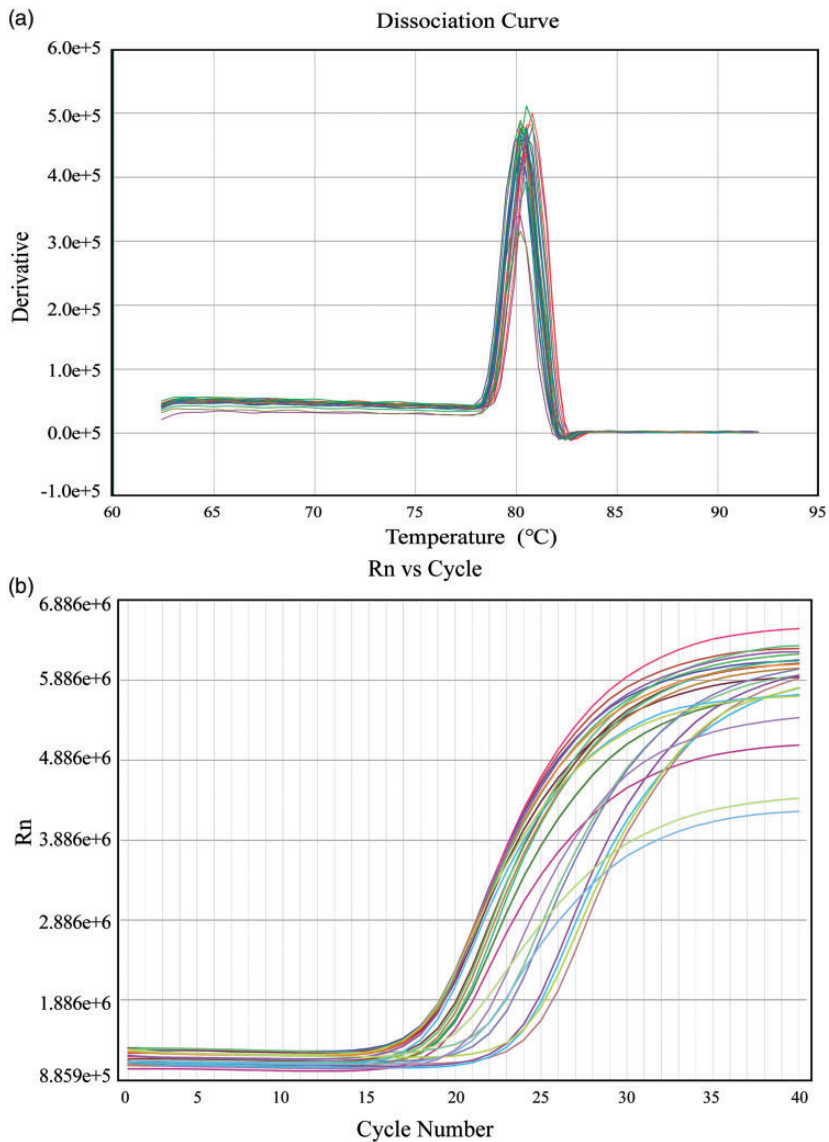 (a)
Dissociation Curve
6.0e+5
5.0e+5
4.0e+5
3.0e+5
2.0e+5
1.0e+5
0.0e+5
-1.0e+5
Derivative
60 65 70 75 80 85 90 95
Temperature (°C)
(b)
Rn vs Cycle
6.886e+6
5.886e+6
4.886e+6
3.886e+6
2.886e+6
1.886e+6
8.859e+5
Rn
0 5 10 15 20 25 30 35 40
Cycle Number